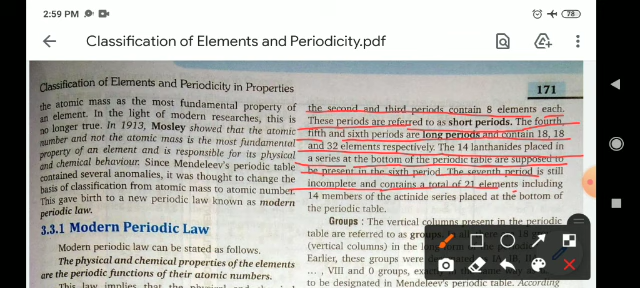 2:59 PM
78
Classification of Elements and Periodicity.pdf
Classification of Elements and Periodicity in Properties
171
the atomic mass as the most fundamental property of
an element. In the light of modern researches, this is
no longer true. In 1913, Mosley showed that the atomic
number and not the atomic mass is the most fundamental
property of an element and is responsible for its physical
and chemical behaviour. Since Mendeleev's periodic table
contained several anomalies, it was thought to change the
basis of classification from atomic mass to atomic number.
This gave birth to a new periodic law known as modern
periodic law.
3.3.1 Modern Periodic Law
Modern periodic law can be stated as follows.
The physical and chemical properties of the elements
are the periodic functions of their atomic numbers.
This law implies that the physical and
the second and third periods contain 8 elements each.
These periods are referred to as short periods. The fourth,
fifth and sixth periods are long periods and contain 18, 18
and 32 elements respectively. The 14 lanthanides placed in
a series at the bottom of the periodic table are supposed to
be present in the sixth period. The seventh period is still
incomplete and contains a total of 21 elements including
14 members of the actinide series placed at the bottom of
the periodic table.
Groups : The vertical columns present in the periodic
table are referred to as
(vertical columns) in the
Earlier, these groups were
... , VIII and 0 groups,
to be designated in Mendeleev's periodic table. According